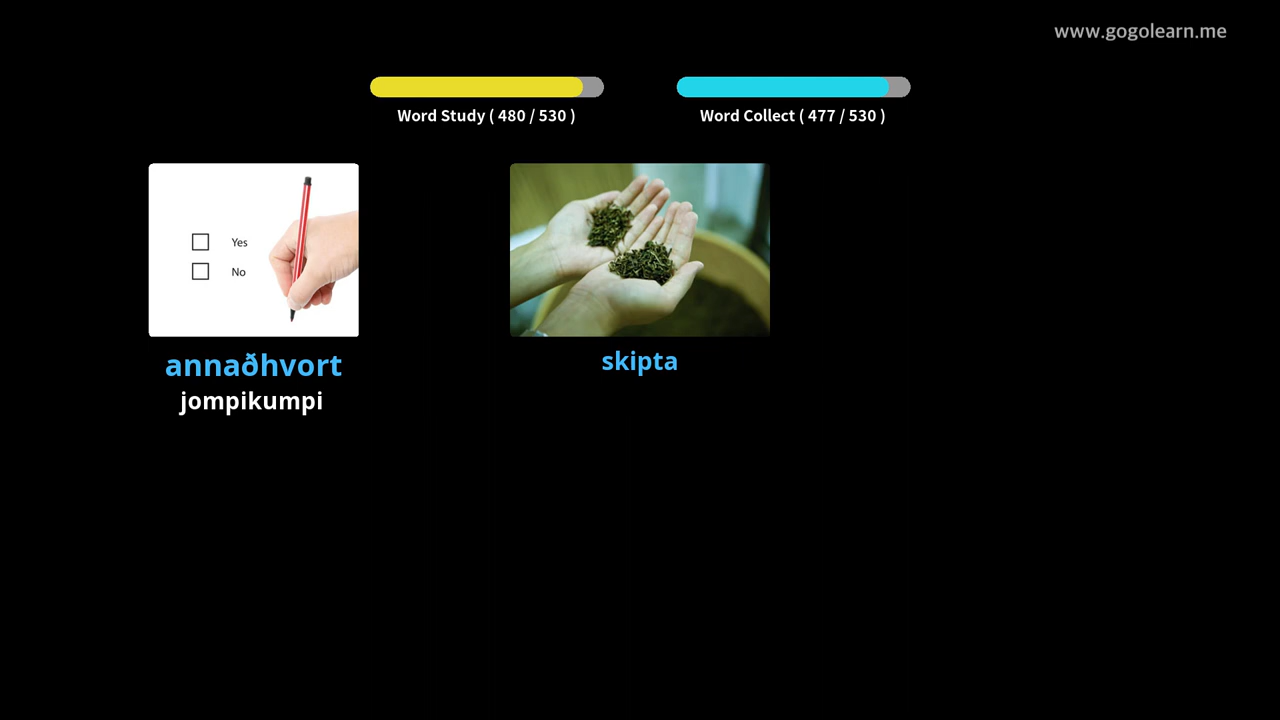 www.gogolearn.me
Word Study ( 480 / 530 )
Word Collect ( 477 / 530 )
Yes
No
annaðhvort
jompikumpi
skipta